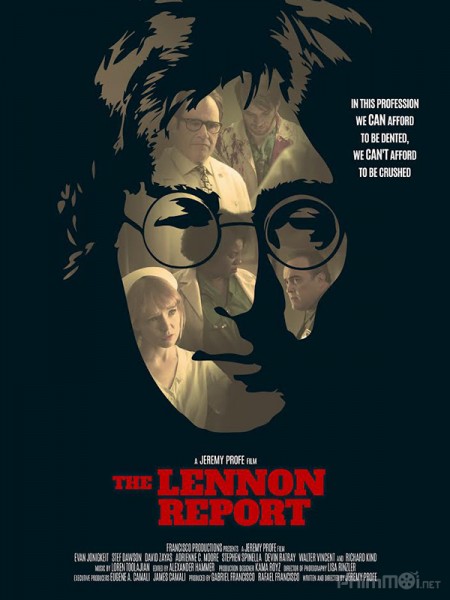 IN THIS PROFESSION
WE CAN AFFORD
TO BE DENTED,
WE CAN'T AFFORD
TO BE CRUSHED
A JEREMY PROFE FILM
THE LENNON
REPORT
FRANCISCO PRODUCTIONS PRESENTS A JEREMY PROFE FILM
EVAN JONIGKEIT STEF DAWSON DAVID ZAYAS ADRIENNE C. MOORE STEPHEN SPINELLA DEVIN RATRAY WALTER VINCENT AND RICHARD KIND
MUSIC BY LOREN TOOLAJIAN EDITED BY ALEXANDER HAMMER PRODUCTION DESIGNER KAMA ROYZ DIRECTOR OF PHOTOGRAPHY LISA RINZLER
EXECUTIVE PRODUCERS EUGENE A. CAMALI JAMES CAMALI PRODUCED BY GABRIEL FRANCISCO RAFAEL FRANCISCO WRITTEN AND DIRECTED BY JEREMY PROFE
PHIMMOI.NET